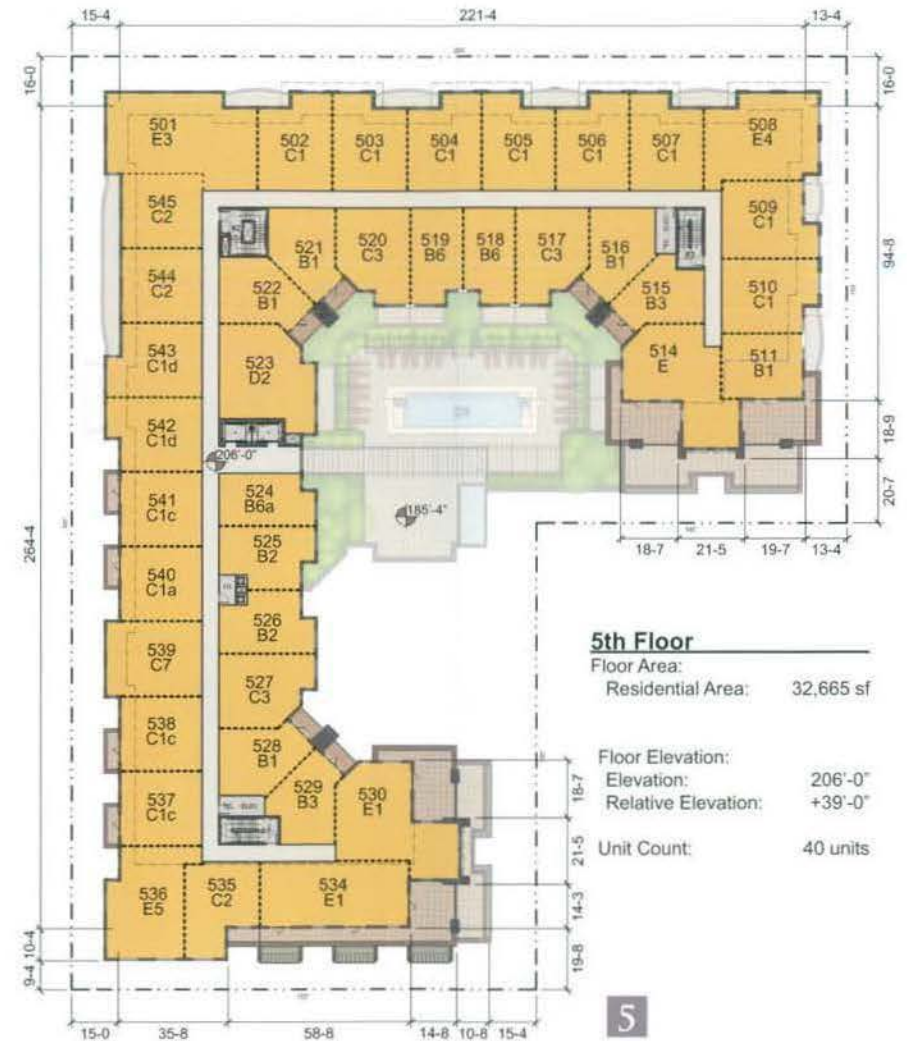 15-4
221-4
13-4
16-0
16-0
501
E3
502
C1
503
C1
504
C1
505
C1
506
C1
507
C1
508
E4
545
C2
509
C1
521
B1
520
C3
519
B6
518
B6
517
C3
516
B1
94-8
544
C2
522
B1
515
B3
510
C1
543
C1d
523
D2
514
E
511
B1
542
C1d
206'-0"
18-9
541
C1c
524
B6a
185'-4"
20-7
264-4
525
B2
18-7
21-5
19-7
13-4
540
C1a
526
B2
539
C7
5th Floor
Floor Area:
Residential Area: 32,665 sf
527
C3
538
C1c
528
B1
Floor Elevation:
Elevation: 206'-0"
Relative Elevation: +39'-0"
18-7
537
C1c
529
B3
530
E1
Unit Count: 40 units
21-5
536
E5
535
C2
534
E1
14-3
10-4
19-8
9-4
15-0
35-8
58-8
14-8
10-8
15-4
5